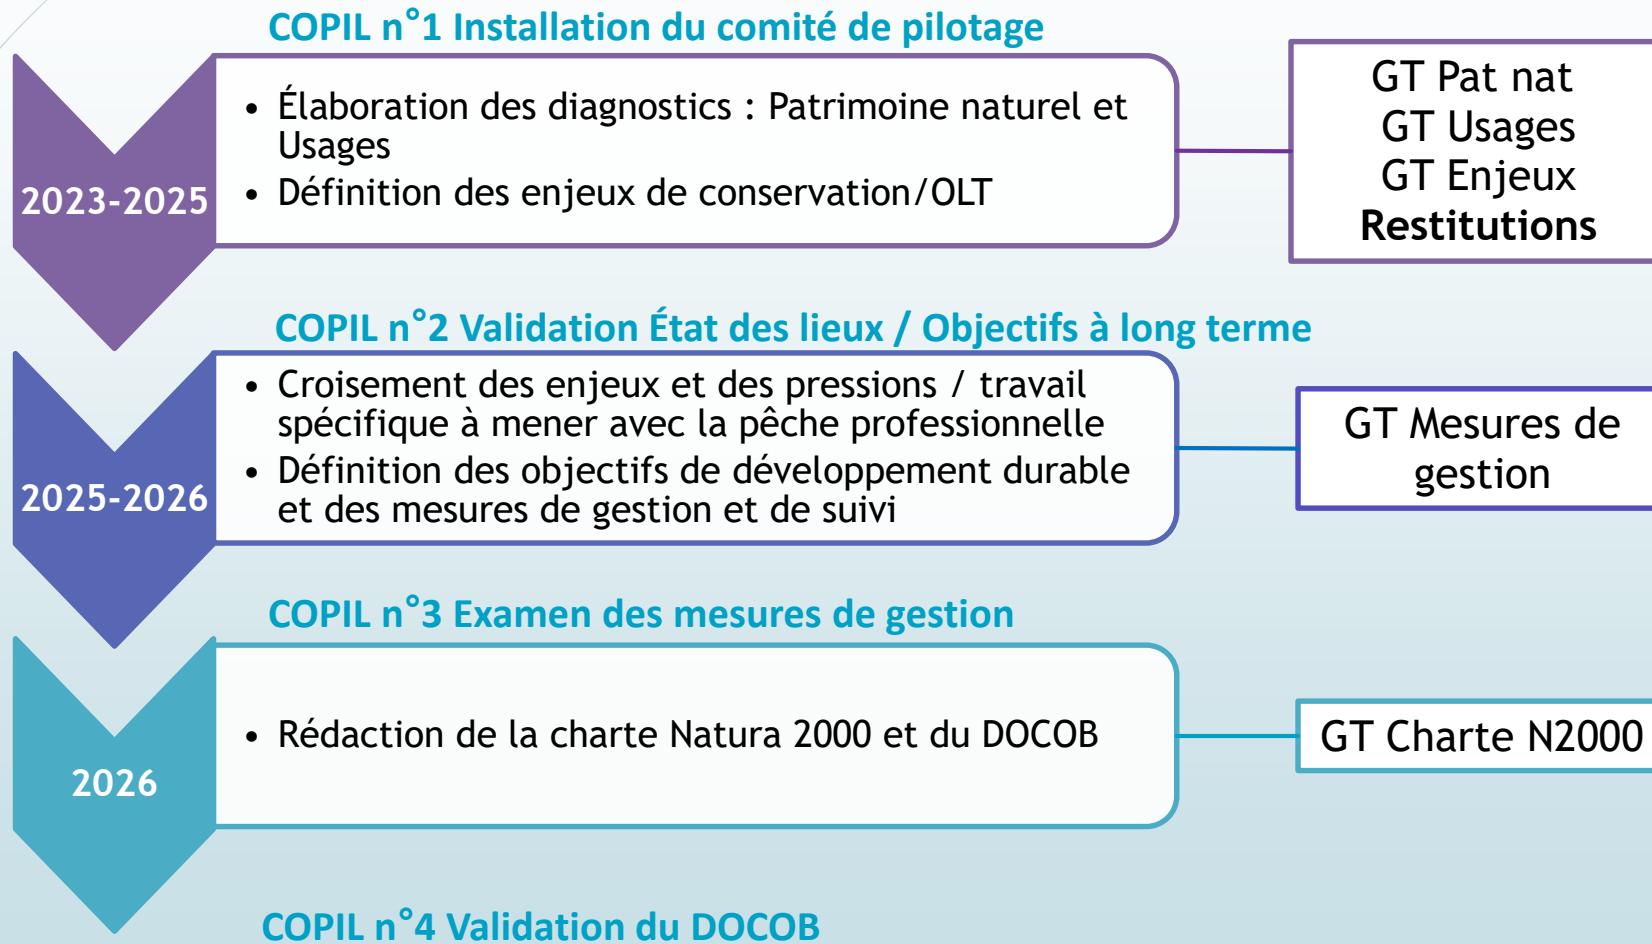 COPIL n°1 Installation du comité de pilotage
2023-2025
• Élaboration des diagnostics : Patrimoine naturel et
Usages
• Définition des enjeux de conservation/OLT
GT Pat nat
GT Usages
GT Enjeux
Restitutions
COPIL n°2 Validation État des lieux / Objectifs à long terme
2025-2026
• Croisement des enjeux et des pressions / travail
spécifique à mener avec la pêche professionnelle
• Définition des objectifs de développement durable
et des mesures de gestion et de suivi
GT Mesures de
gestion
COPIL n°3 Examen des mesures de gestion
2026
• Rédaction de la charte Natura 2000 et du DOCOB
GT Charte N2000
COPIL n°4 Validation du DOCOB